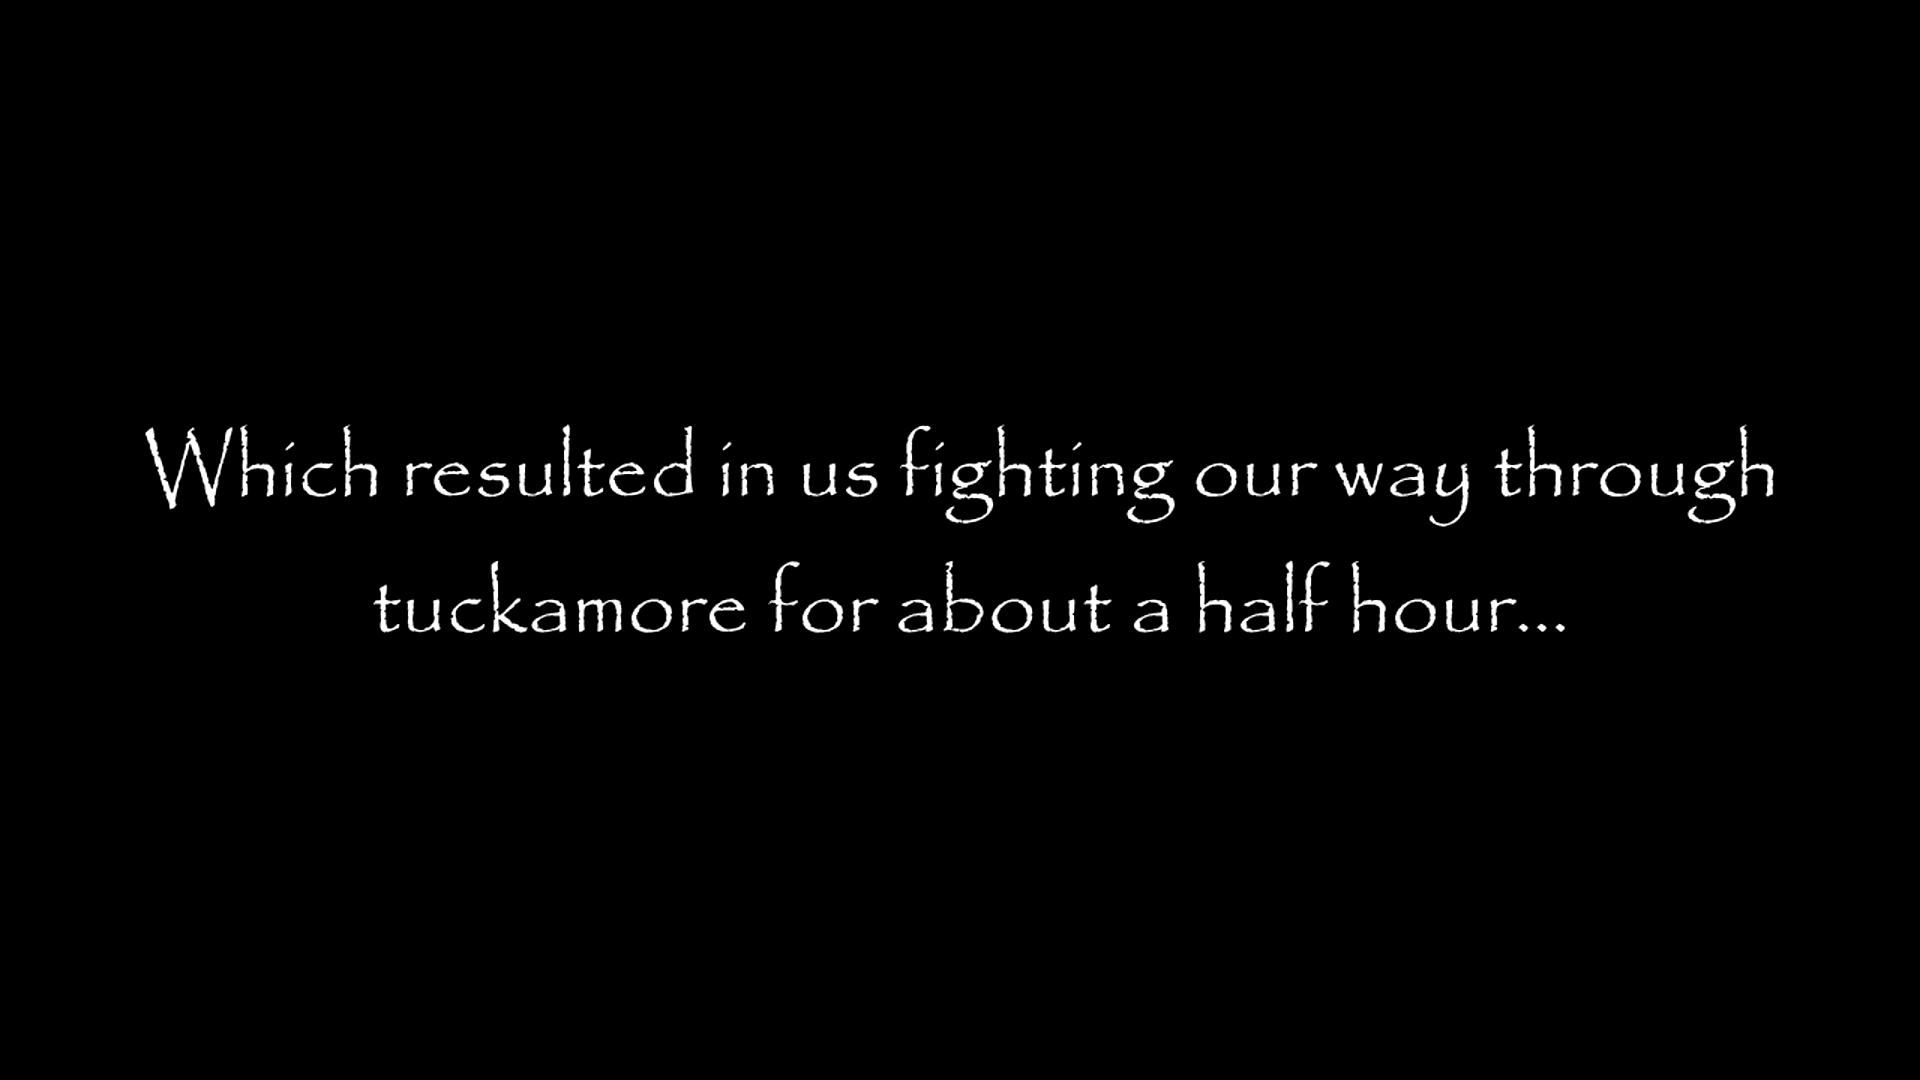 Which resulted in us fighting our way through
tuckamore for about a half hour...